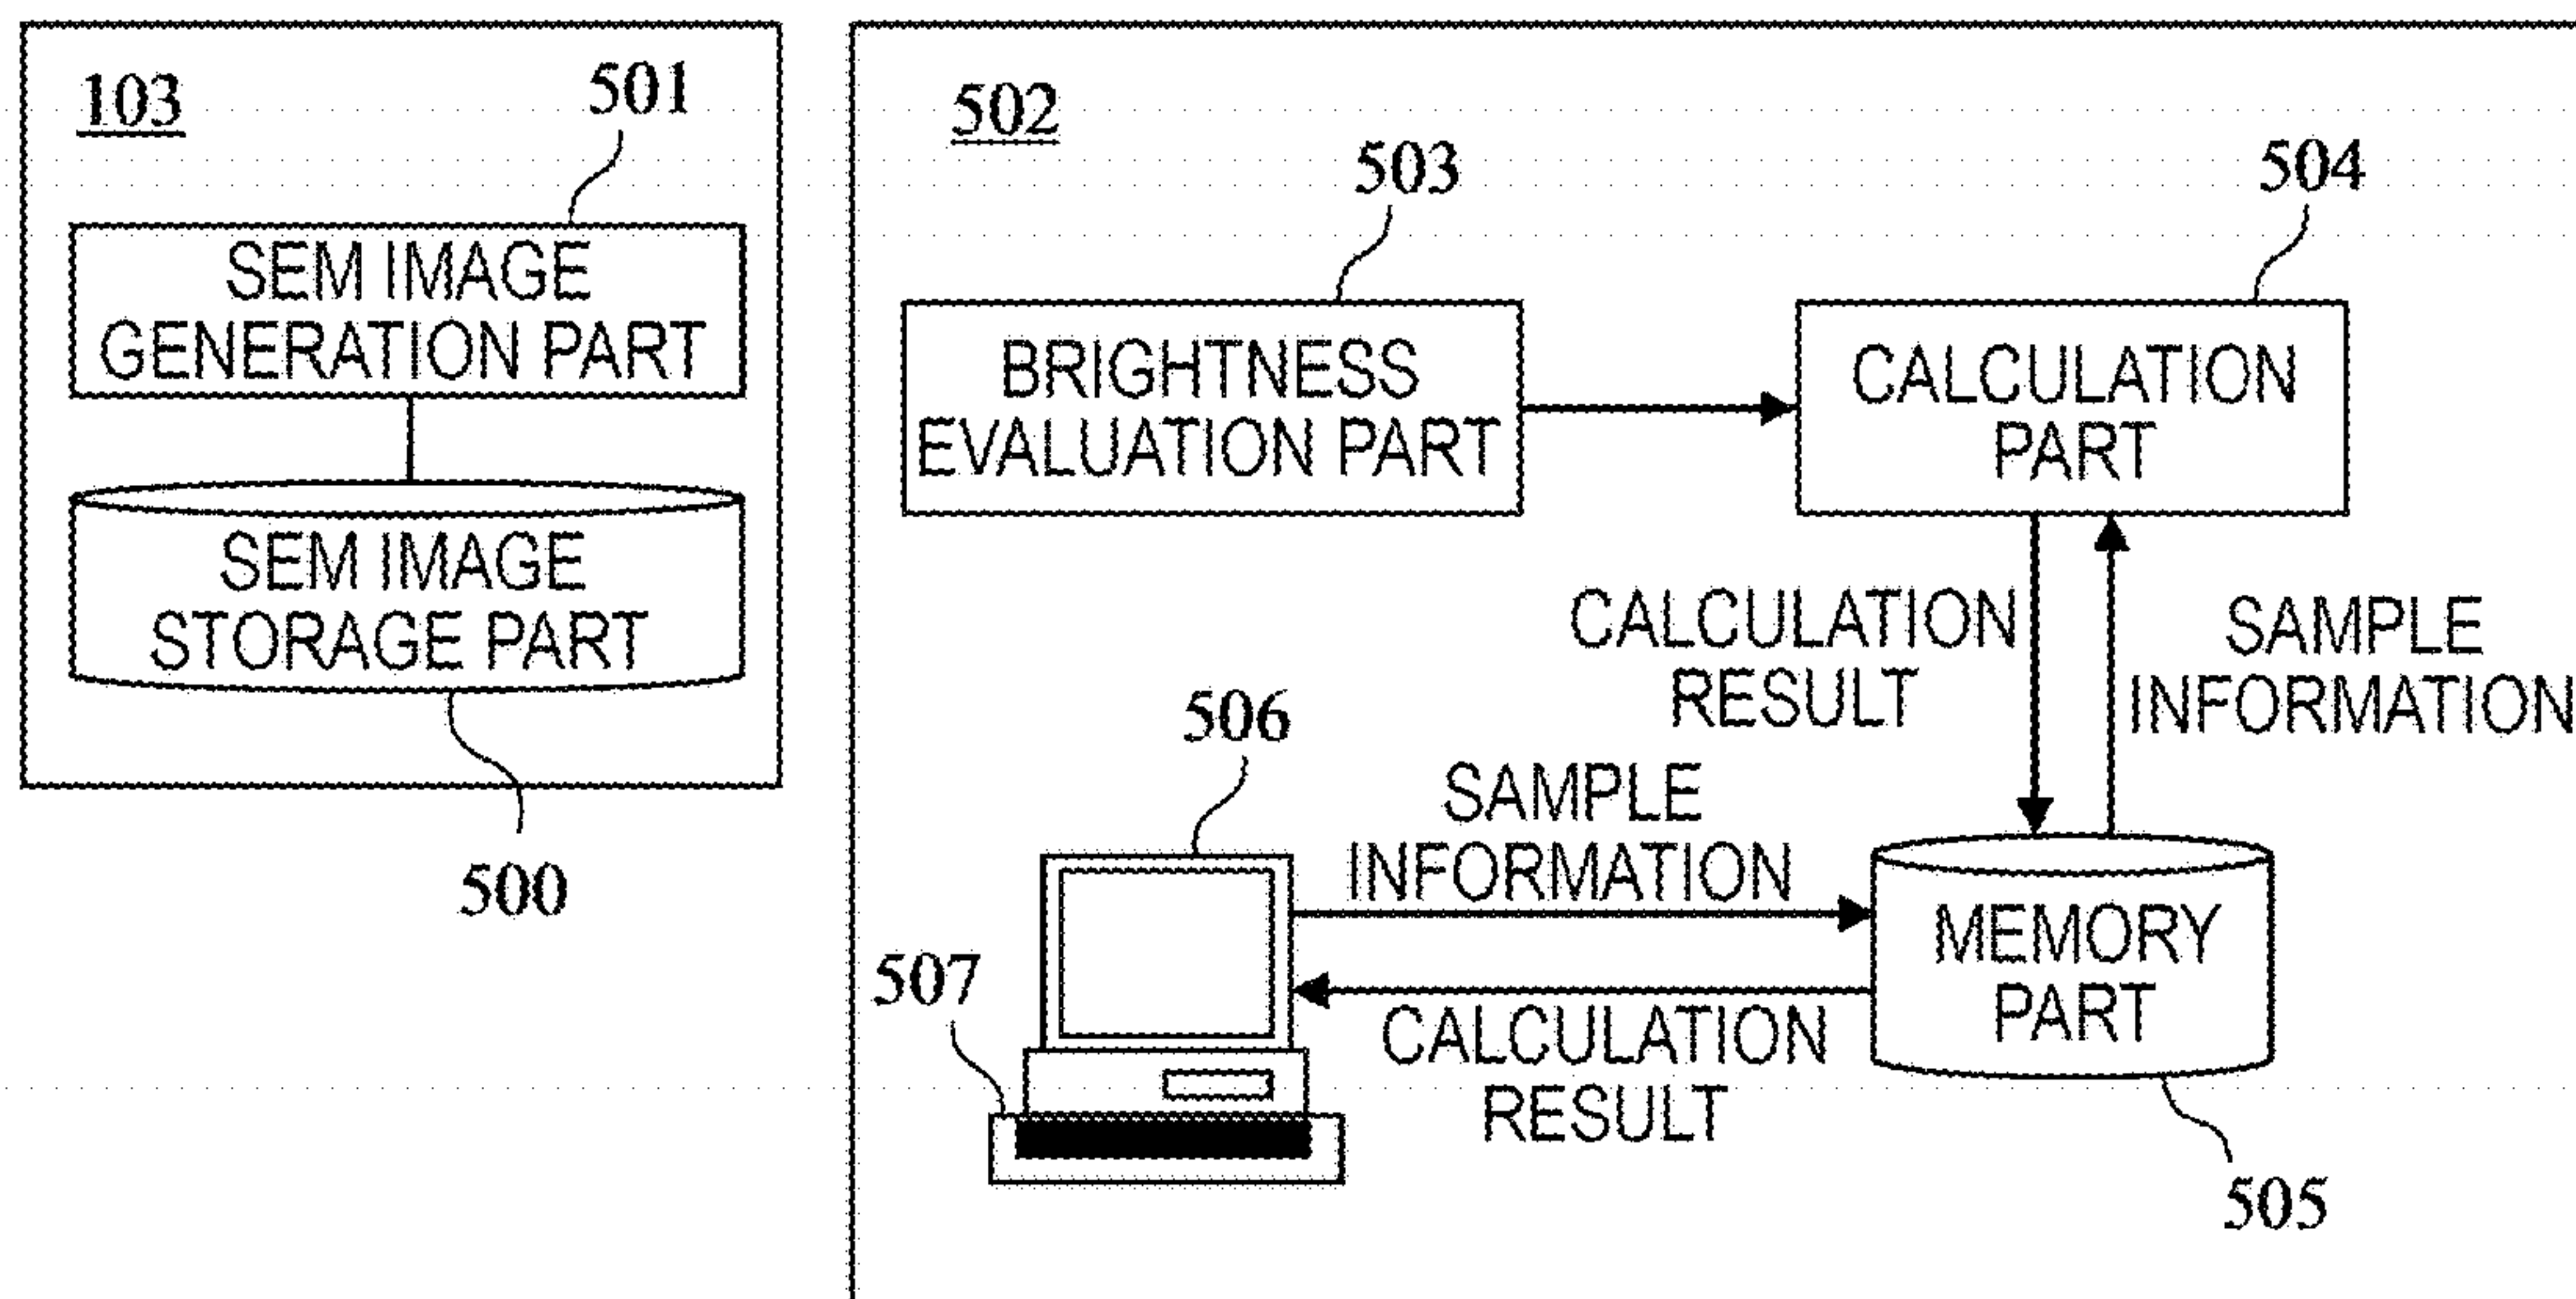 103
501
SEM IMAGE
GENERATION PART
SEM IMAGE
STORAGE PART
500
502
503
BRIGHTNESS
EVALUATION PART
504
CALCULATION
PART
CALCULATION
RESULT
SAMPLE
INFORMATION
506
SAMPLE
INFORMATION
507
CALCULATION
RESULT
MEMORY
PART
505